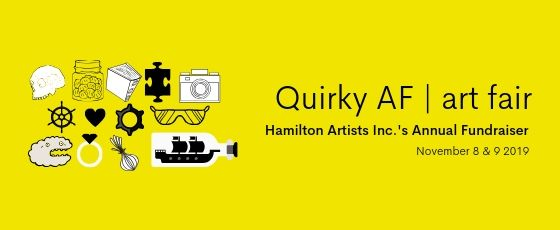 Quirky AF | art fair
Hamilton Artists Inc.'s Annual Fundraiser
November 8 & 9 2019